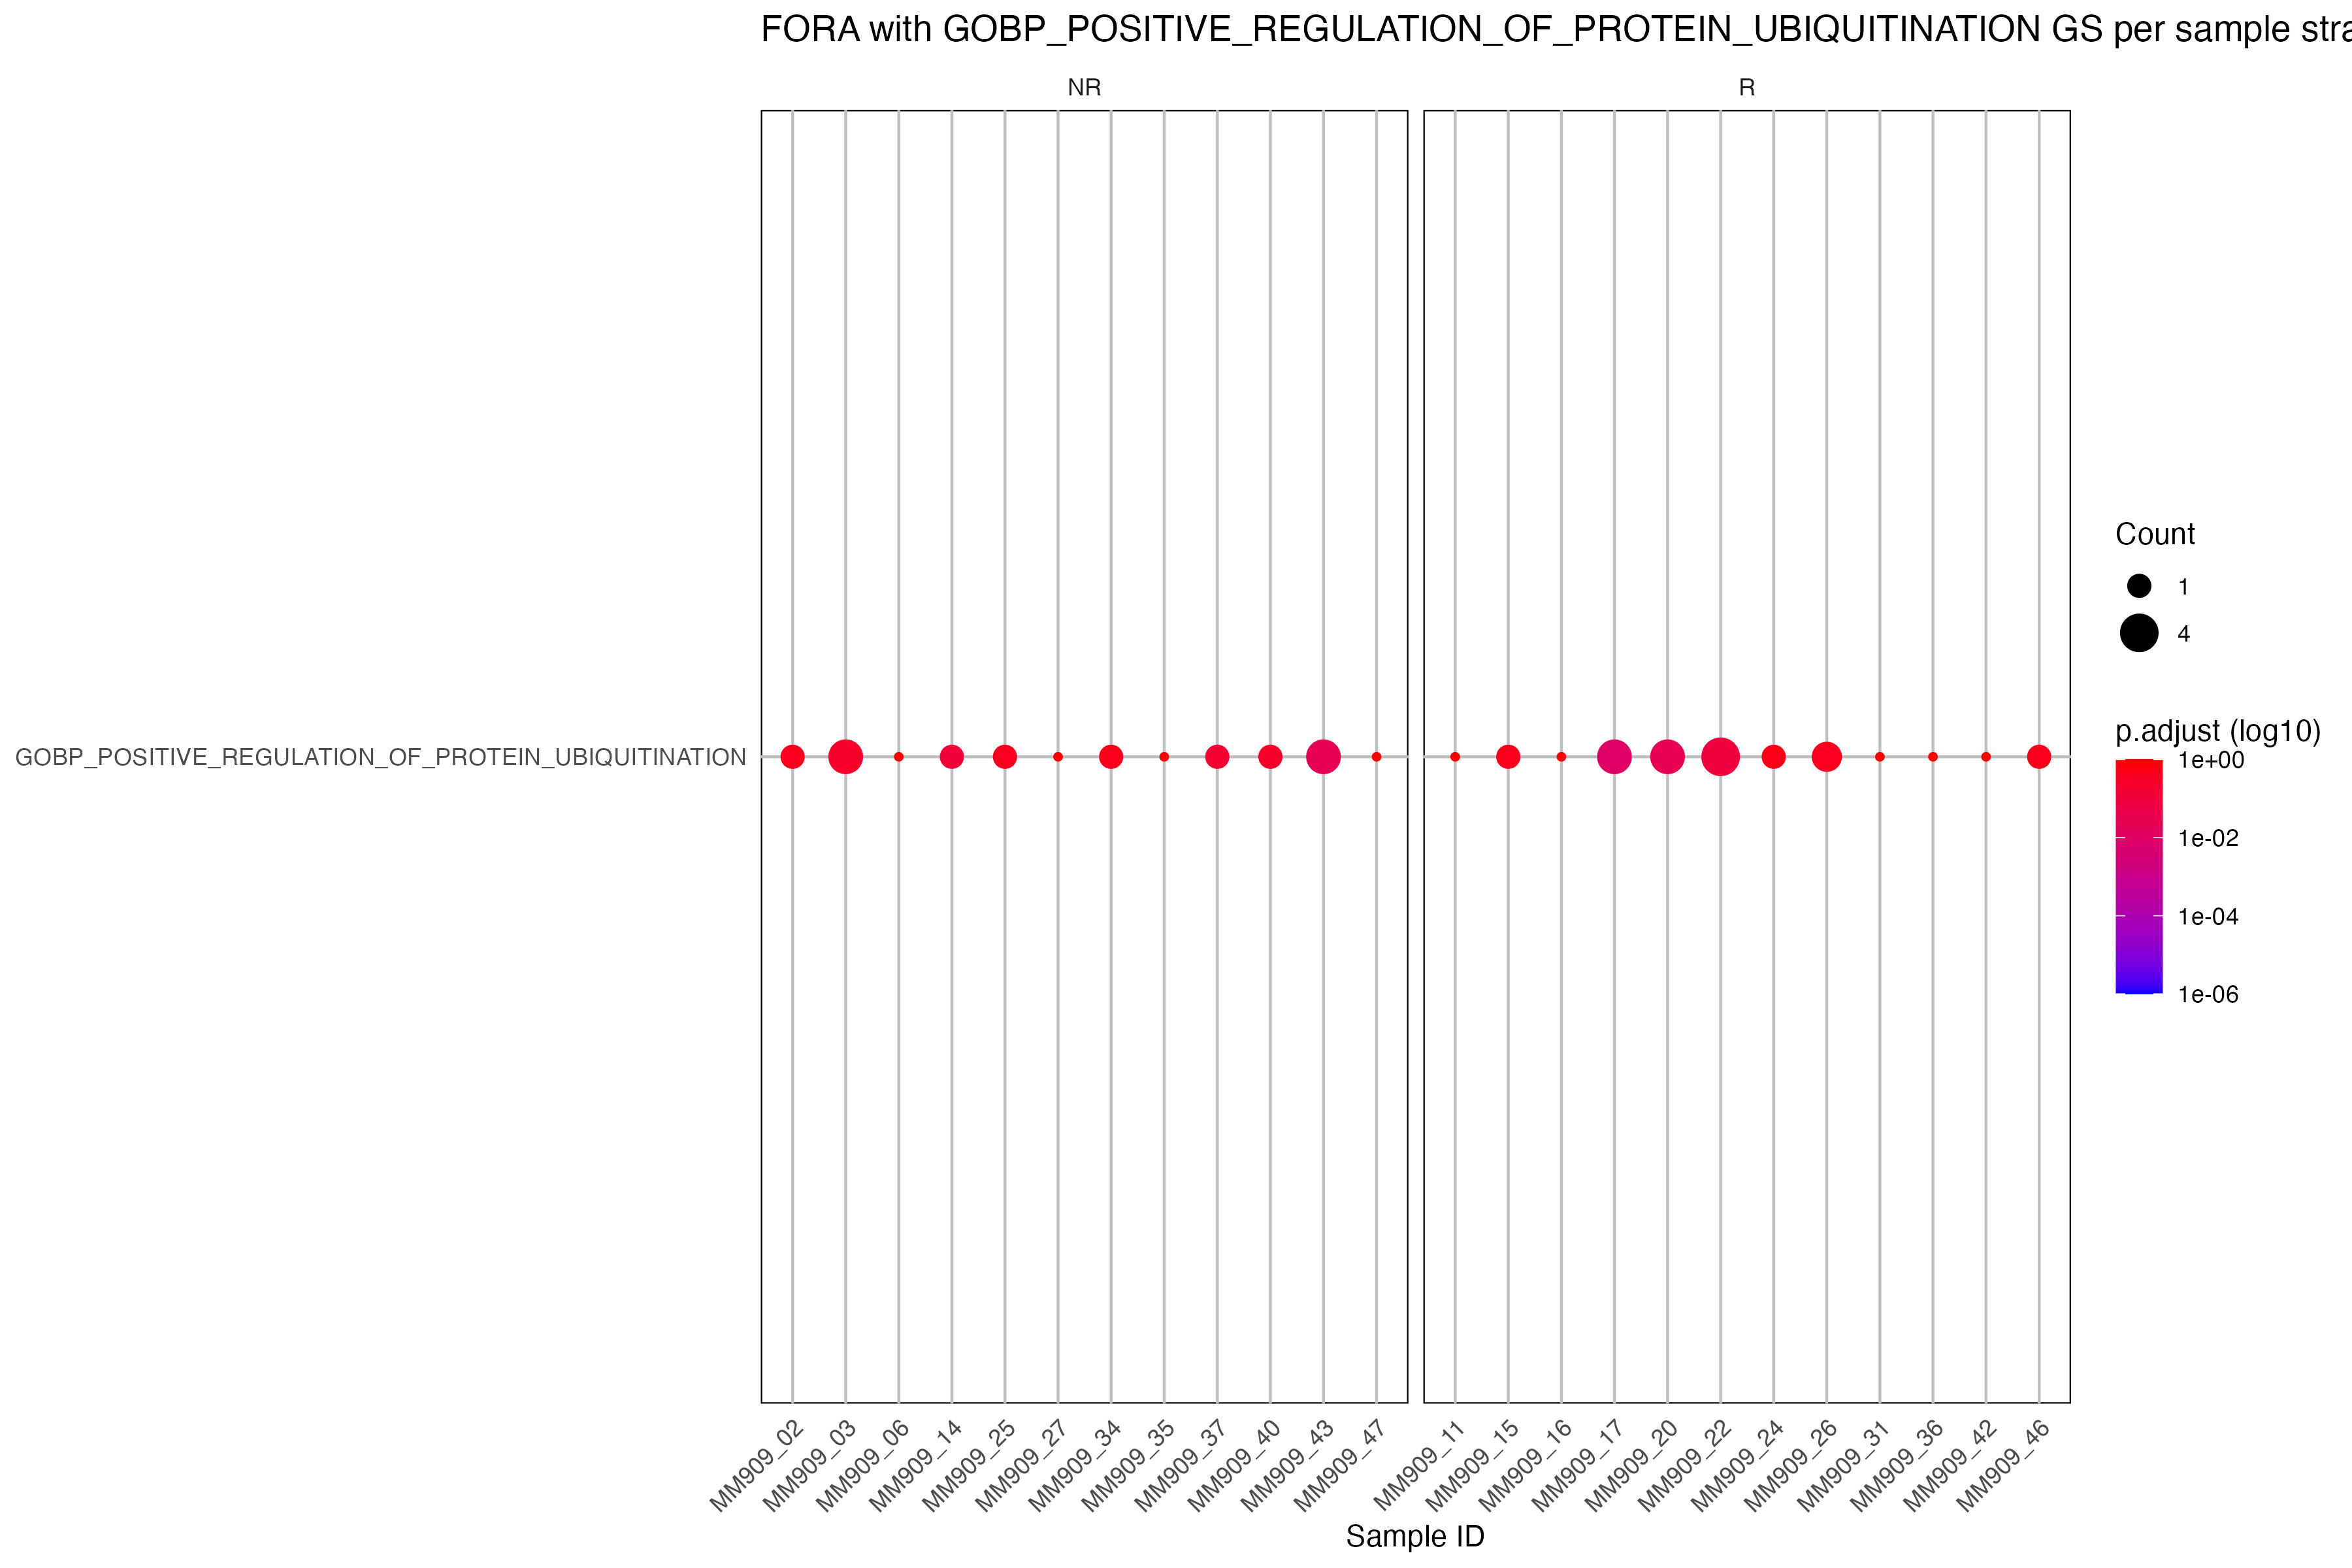 FORA with GOBP_POSITIVE_REGULATION_OF_PROTEIN_UBIQUITINATION GS per sample stra
NR
R
GOBP_POSITIVE_REGULATION_OF_PROTEIN_UBIQUITINATION
MM909_02
MM909_03
MM909_06
MM909_14
MM909_25
MM909_27
MM909_34
MM909_35
MM909_37
MM909_40
MM909_43
MM909_47
MM909_11
MM909_15
MM909_16
MM909_17
MM909_20
MM909_22
MM909_24
MM909_26
MM909_31
MM909_36
MM909_42
MM909_46
Sample ID
Count
1
4
p.adjust (log10)
1e+00
1e-02
1e-04
1e-06